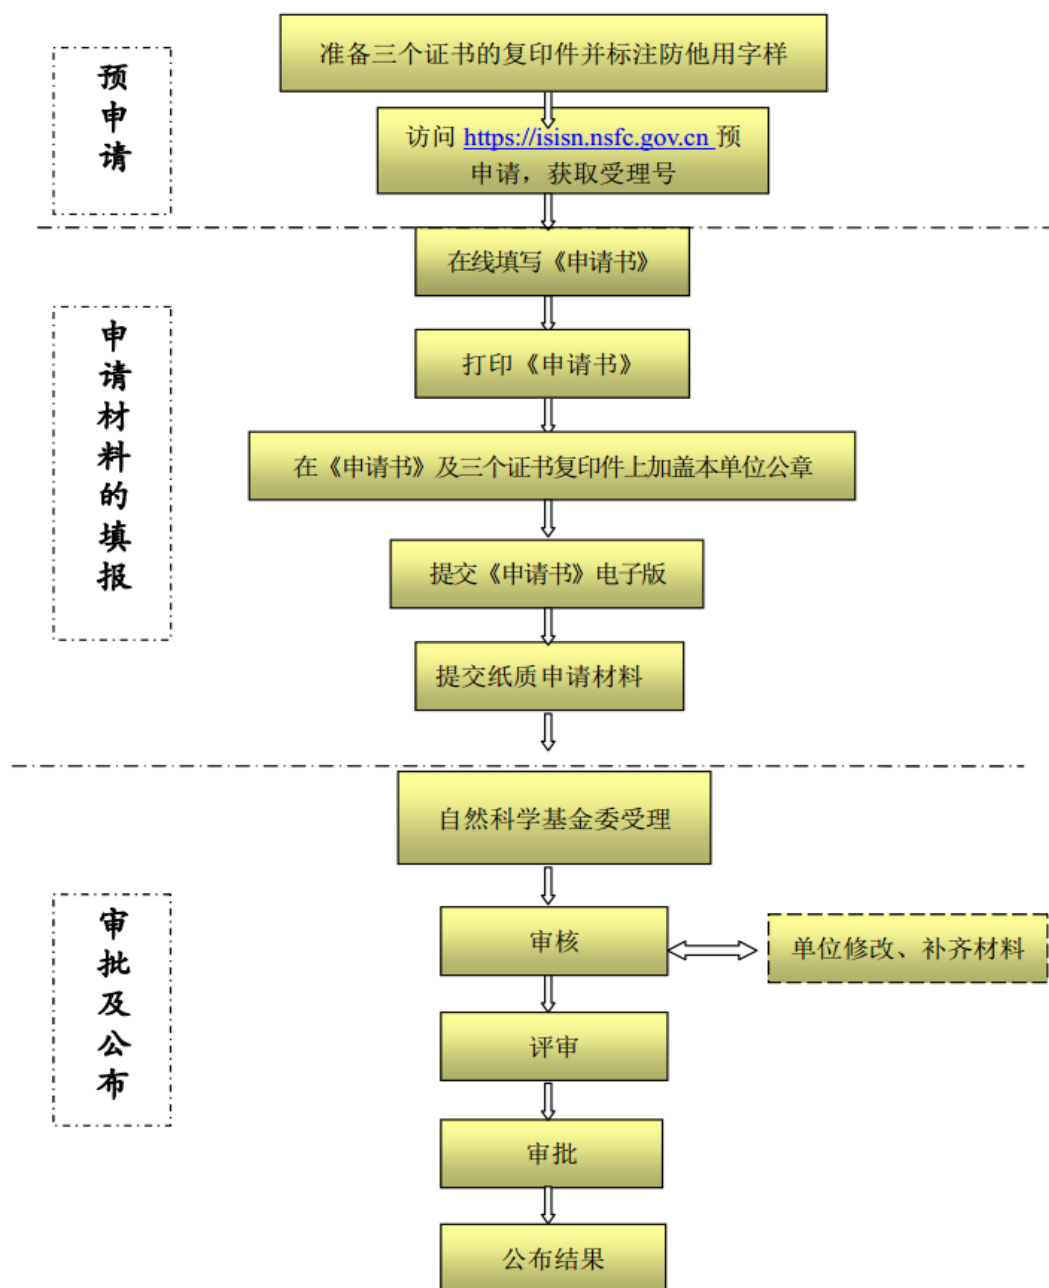 预申请
准备三个证书的复印件并标注防他用字样
访问 https://isisn.nsfc.gov.cn 预
申请，获取受理号
申请材料的填报
在线填写《申请书》
打印《申请书》
在《申请书》及三个证书复印件上加盖本单位公章
提交《申请书》电子版
提交纸质申请材料
审批及公布
自然科学基金委受理
审核
单位修改、补齐材料
评审
审批
公布结果